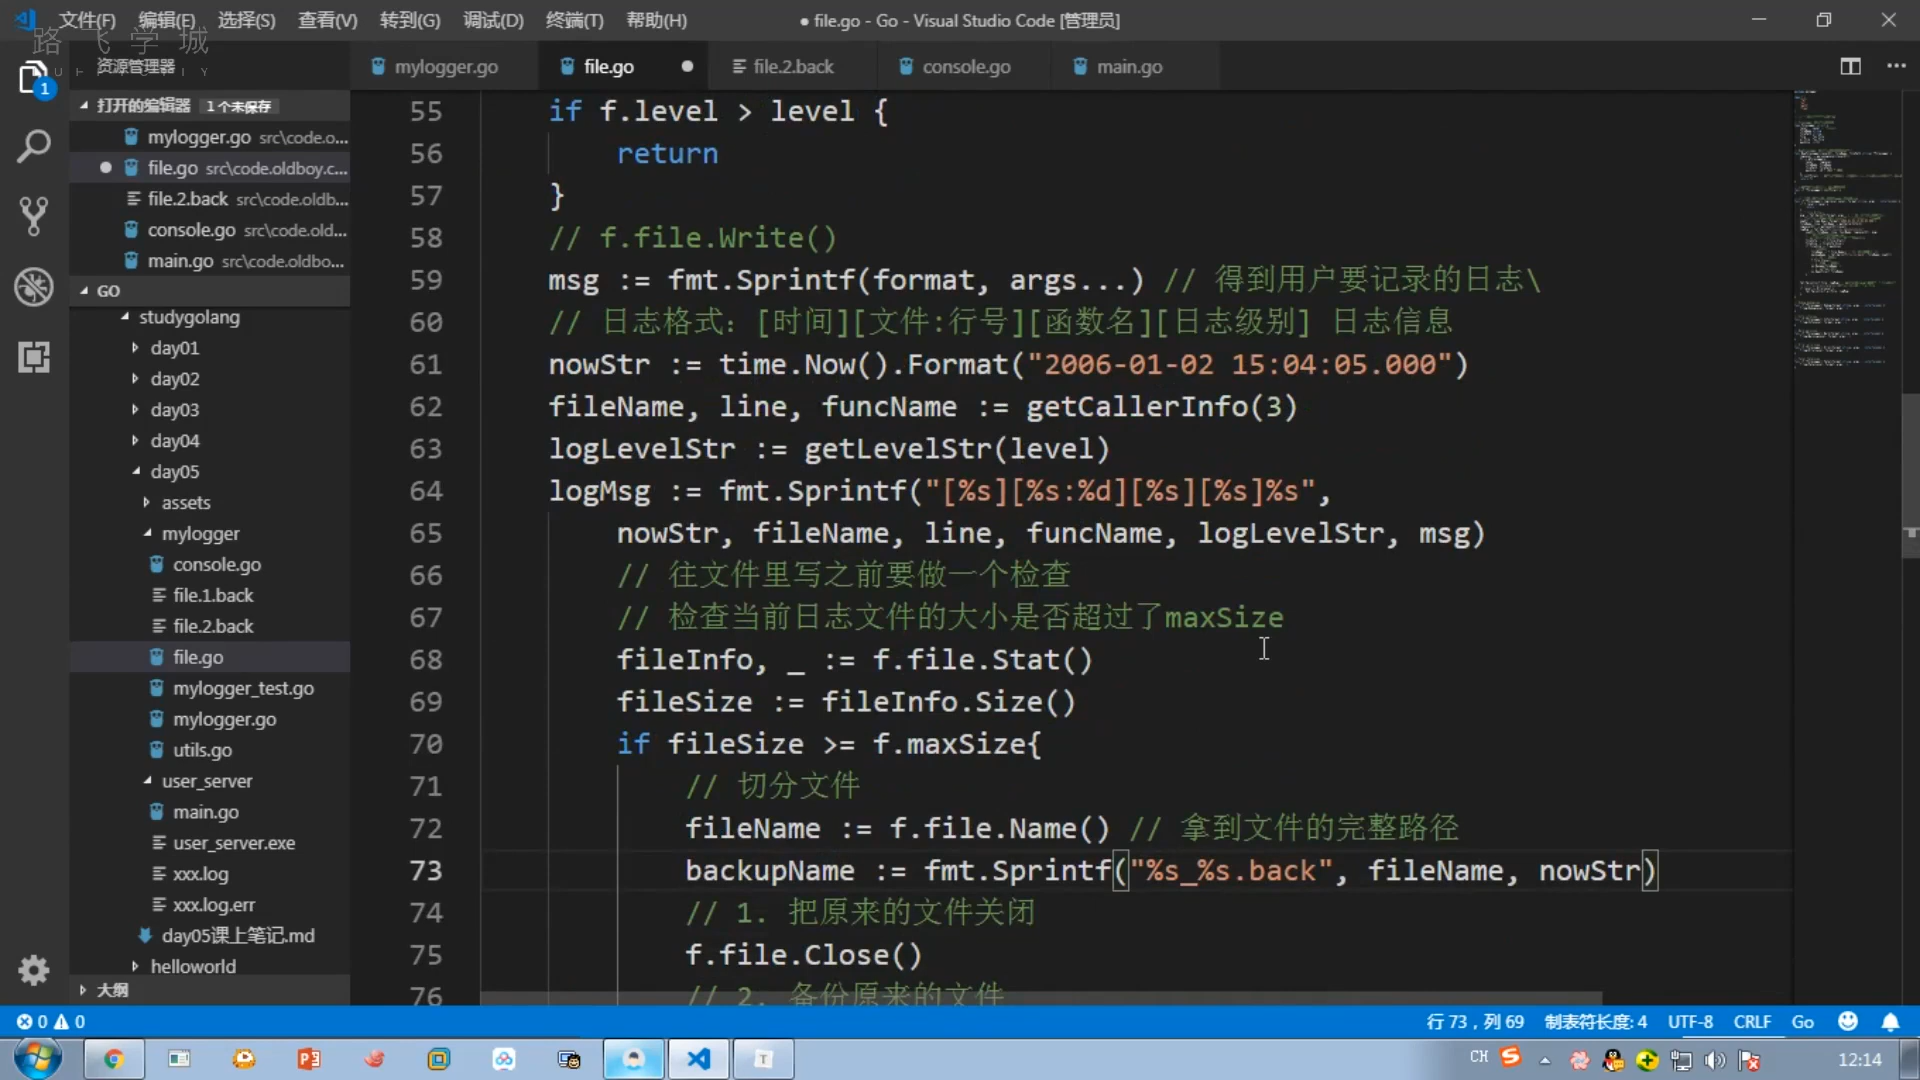 文件(F) 编辑(E) 选择(S) 查看(V) 转到(G) 调试(D) 终端(T) 帮助(H)
● file.go - Go - Visual Studio Code [管理员]
路飞学城
资源管理器
1
mylogger.go
file.go
file.2.back
console.go
main.go
打开的编辑器 1 个未保存
mylogger.go src\code.o...
file.go src\code.oldboy.c...
file.2.back src\code.oldb...
console.go src\code.old...
main.go src\code.oldbo...
GO
studygolang
day01
day02
day03
day04
day05
assets
mylogger
console.go
file.1.back
file.2.back
file.go
mylogger_test.go
mylogger.go
utils.go
user_server
main.go
user_server.exe
xxx.log
xxx.log.err
day05课上笔记.md
helloworld
大纲
55 if f.level > level {
56 return
57 }
58 // f.file.Write()
59 msg := fmt.Sprintf(format, args...) // 得到用户要记录的日志\
60 // 日志格式：[时间][文件:行号][函数名][日志级别] 日志信息
61 nowStr := time.Now().Format("2006-01-02 15:04:05.000")
62 fileName, line, funcName := getCallerInfo(3)
63 logLevelStr := getLevelStr(level)
64 logMsg := fmt.Sprintf("[%s][%s:%d][%s][%s]%s",
65 nowStr, fileName, line, funcName, logLevelStr, msg)
66 // 往文件里写之前要做一个检查
67 // 检查当前日志文件的大小是否超过了maxSize
68 fileInfo, _ := f.file.Stat()
69 fileSize := fileInfo.Size()
70 if fileSize >= f.maxSize{
71 // 切分文件
72 fileName := f.file.Name() // 拿到文件的完整路径
73 backupName := fmt.Sprintf("%s_%s.back", fileName, nowStr)
74 // 1. 把原来的文件关闭
75 f.file.Close()
76 // 2. 备份原来的文件
0 0
行 73，列 69 制表符长度: 4 UTF-8 CRLF Go
CH
12:14